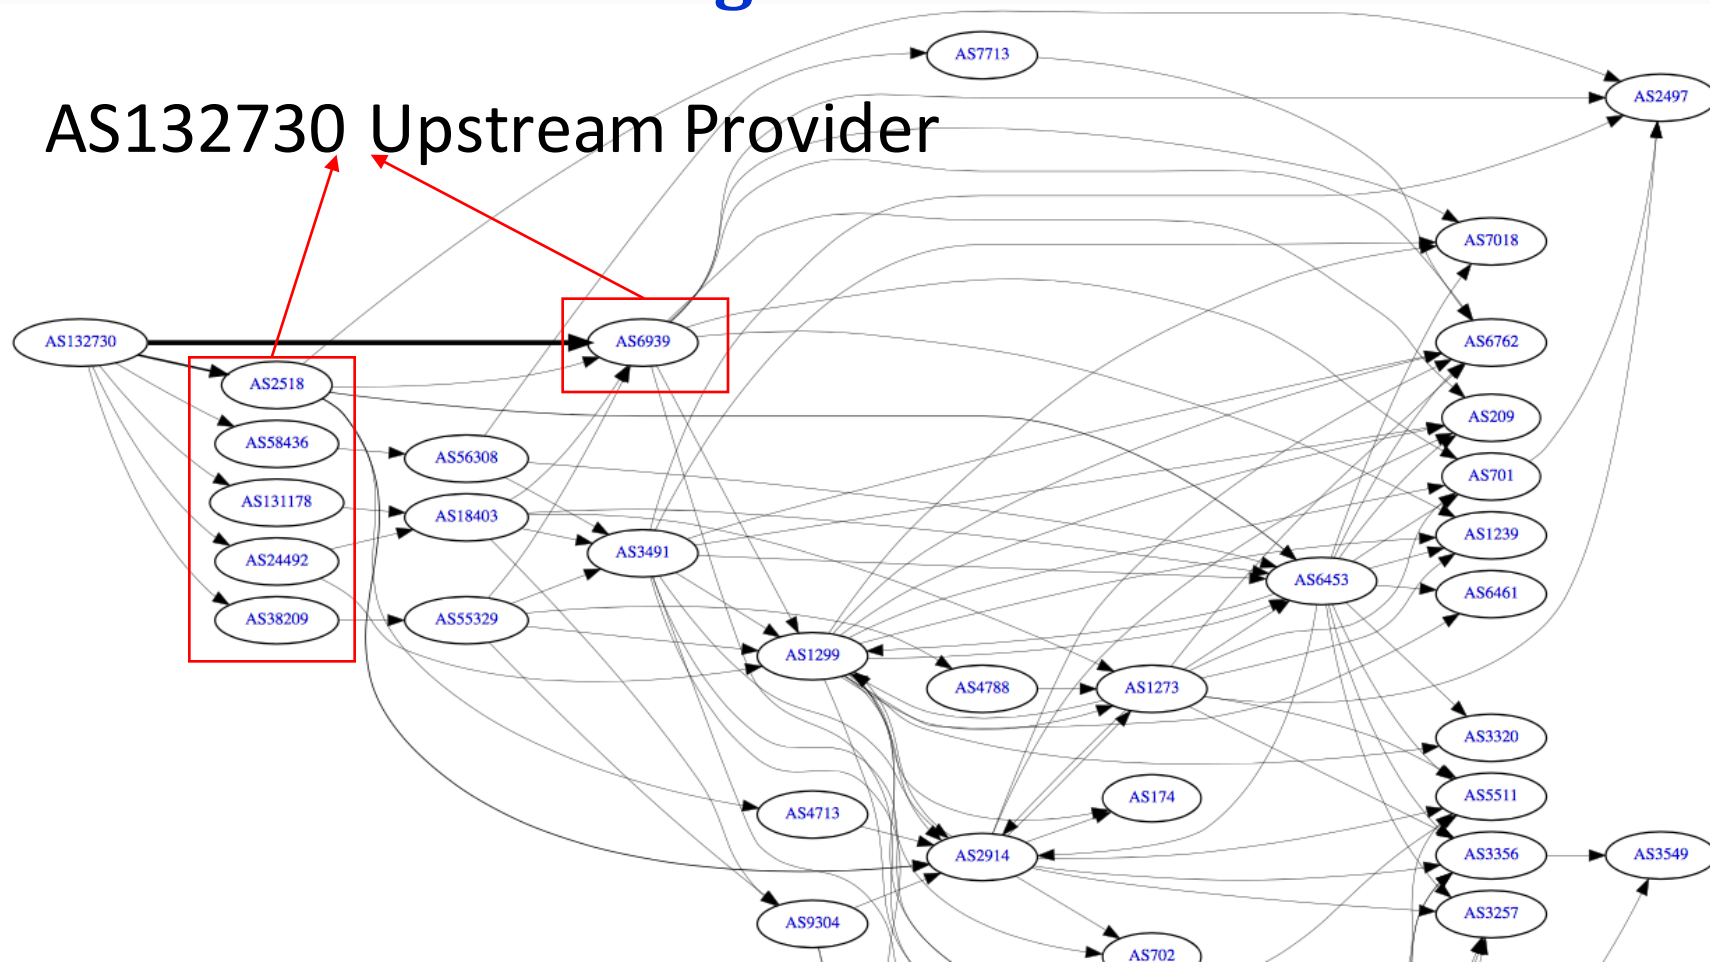 g
AS7713
AS2497
AS132730 Upstream Provider
AS7018
AS132730
AS6939
AS6762
AS2518
AS209
AS58436
AS56308
AS701
AS131178
AS18403
AS1239
AS3491
AS24492
AS6453
AS6461
AS38209
AS55329
AS1299
AS4788
AS1273
AS3320
AS174
AS5511
AS4713
AS2914
AS3356
AS3549
AS9304
AS3257
AS702